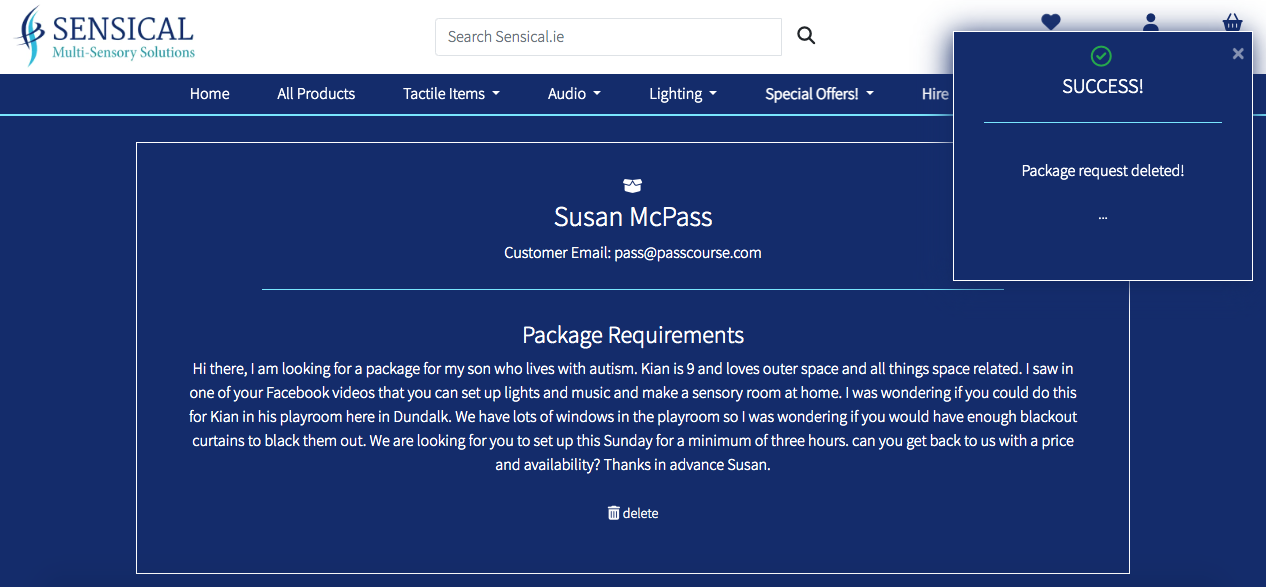 SENSICAL
Multi-Sensory Solutions
Search Sensical.ie
Home
All Products
Tactile Items
Audio
Lighting
Special Offers!
Hire
SUCCESS!
Package request deleted!
...
Susan McPass
Customer Email: pass@passcourse.com
Package Requirements
Hi there, I am looking for a package for my son who lives with autism. Kian is 9 and loves outer space and all things space related. I saw in
one of your Facebook videos that you can set up lights and music and make a sensory room at home. I was wondering if you could do this
for Kian in his playroom here in Dundalk. We have lots of windows in the playroom so I was wondering if you would have enough blackout
curtains to black them out. We are looking for you to set up this Sunday for a minimum of three hours. can you get back to us with a price
and availability? Thanks in advance Susan.
delete